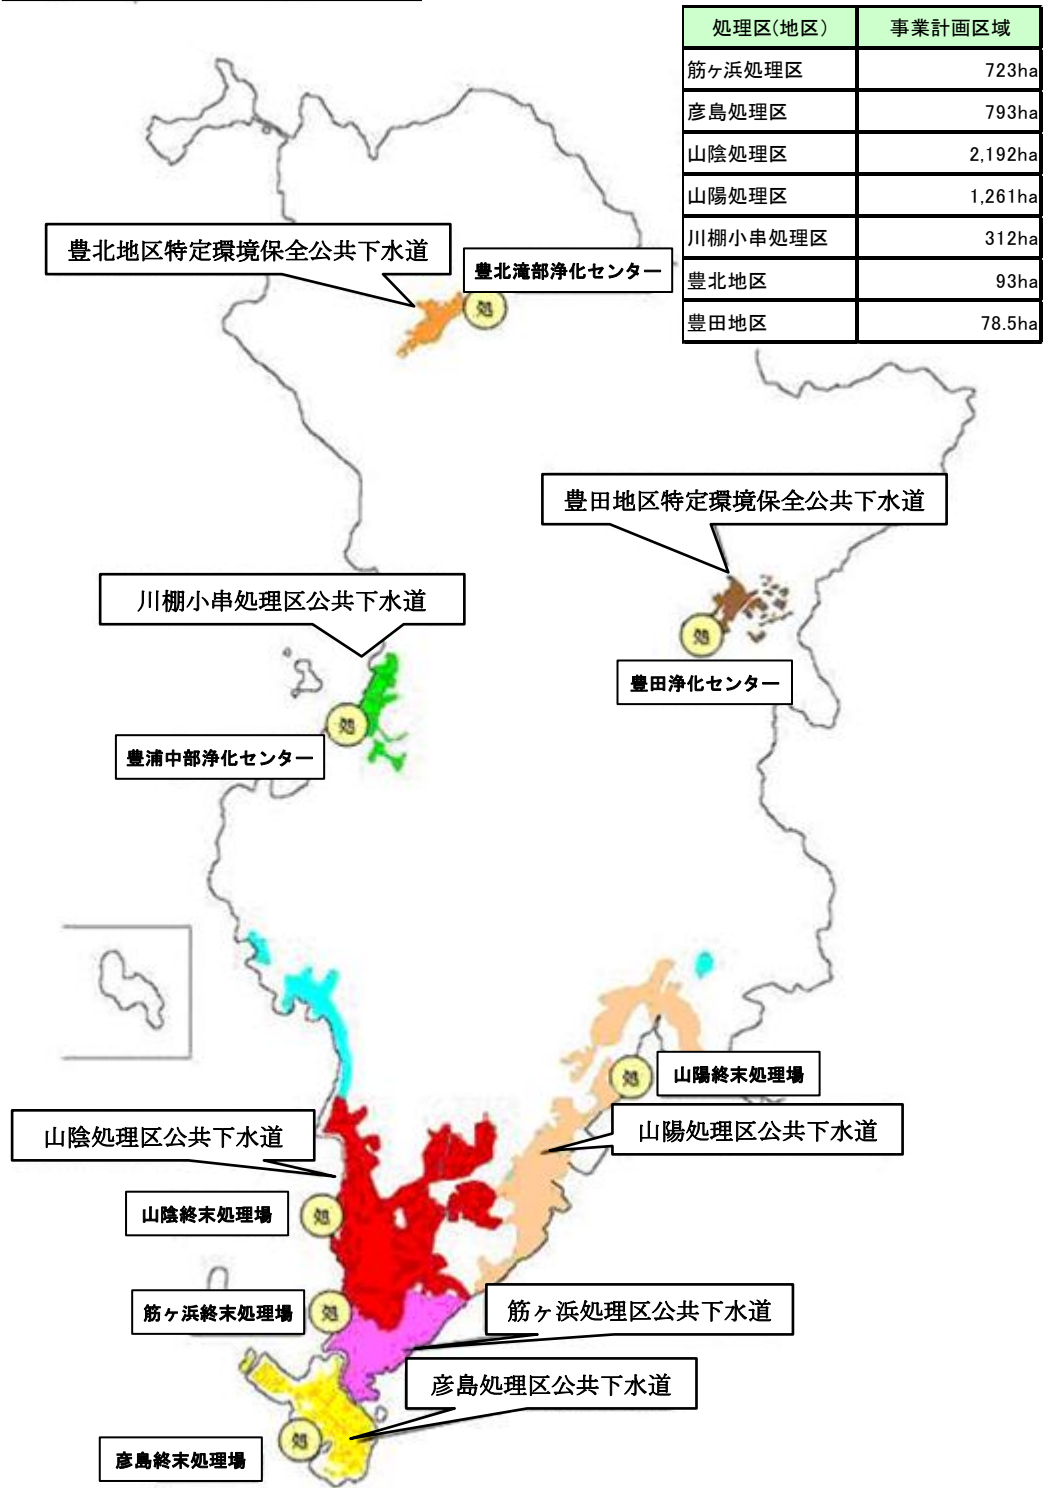 処理区(地区)
事業計画区域
筋ヶ浜処理区
723ha
彦島処理区
793ha
山陰処理区
2,192ha
山陽処理区
1,261ha
川棚小串処理区
312ha
豊北地区
93ha
豊田地区
78.5ha
豊北地区特定環境保全公共下水道
豊北滝部浄化センター
処
豊田地区特定環境保全公共下水道
川棚小串処理区公共下水道
処
豊田浄化センター
処
豊浦中部浄化センター
処
山陽終末処理場
山陰処理区公共下水道
山陽処理区公共下水道
山陰終末処理場
処
筋ヶ浜終末処理場
処
筋ヶ浜処理区公共下水道
彦島処理区公共下水道
処
彦島終末処理場